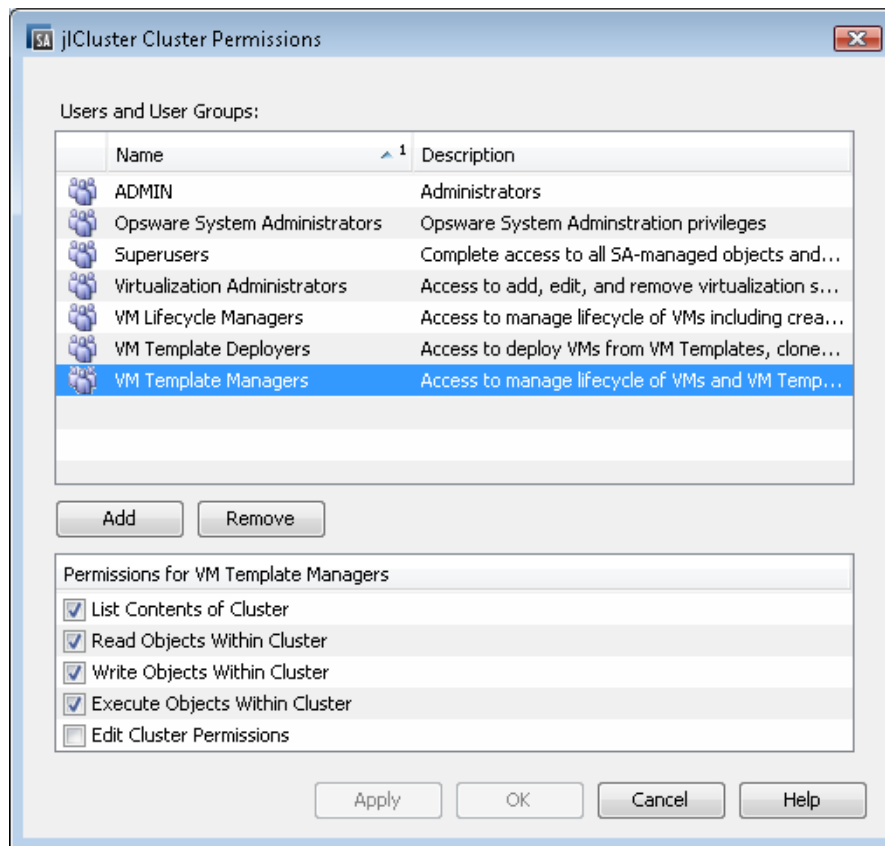 SA jlCluster Cluster Permissions
Users and User Groups:
Name 1 Description
ADMIN Administrators
Opsware System Administrators Opsware System Adminstration privileges
Superusers Complete access to all SA-managed objects and...
Virtualization Administrators Access to add, edit, and remove virtualization s...
VM Lifecycle Managers Access to manage lifecycle of VMs including crea...
VM Template Deployers Access to deploy VMs from VM Templates, clone...
VM Template Managers Access to manage lifecycle of VMs and VM Temp...
Add Remove
Permissions for VM Template Managers
List Contents of Cluster
Read Objects Within Cluster
Write Objects Within Cluster
Execute Objects Within Cluster
Edit Cluster Permissions
Apply OK Cancel Help